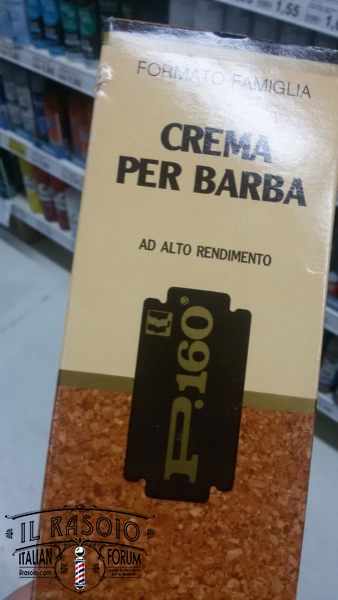 1,55
FORMATO FAMIGLIA
CREMA
PER BARBA
AD ALTO RENDIMENTO
P.160®
IL RASOIO
ITALIAN FORUM
ilrasoio.com